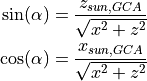 sin(α) = z_{sun,GCA} / √(x² + z²)
cos(α) = x_{sun,GCA} / √(x² + z²)